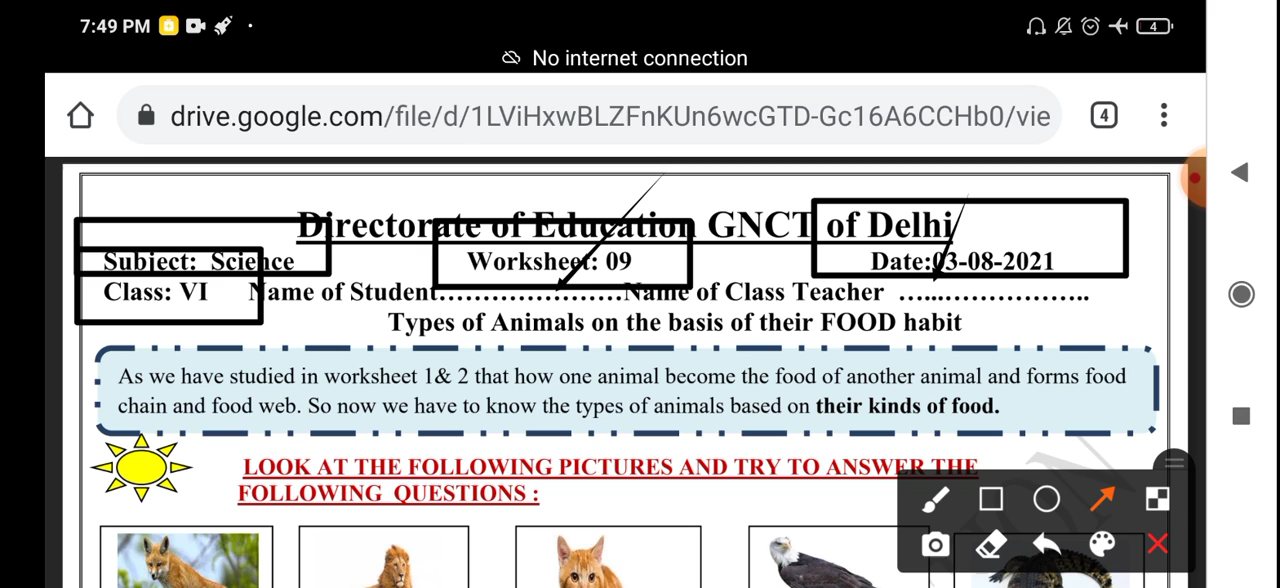 7:49 PM
4
No internet connection
drive.google.com/file/d/1LViHxwBLZFnKUn6wcGTD-Gc16A6CCHb0/vie
4
Directorate of Education GNCT of Delhi
Subject: Science Worksheet: 09 Date:03-08-2021
Class: VI Name of Student……………………Name of Class Teacher …...……………..
Types of Animals on the basis of their FOOD habit
As we have studied in worksheet 1& 2 that how one animal become the food of another animal and forms food
chain and food web. So now we have to know the types of animals based on their kinds of food.
LOOK AT THE FOLLOWING PICTURES AND TRY TO ANSWER THE
FOLLOWING QUESTIONS :